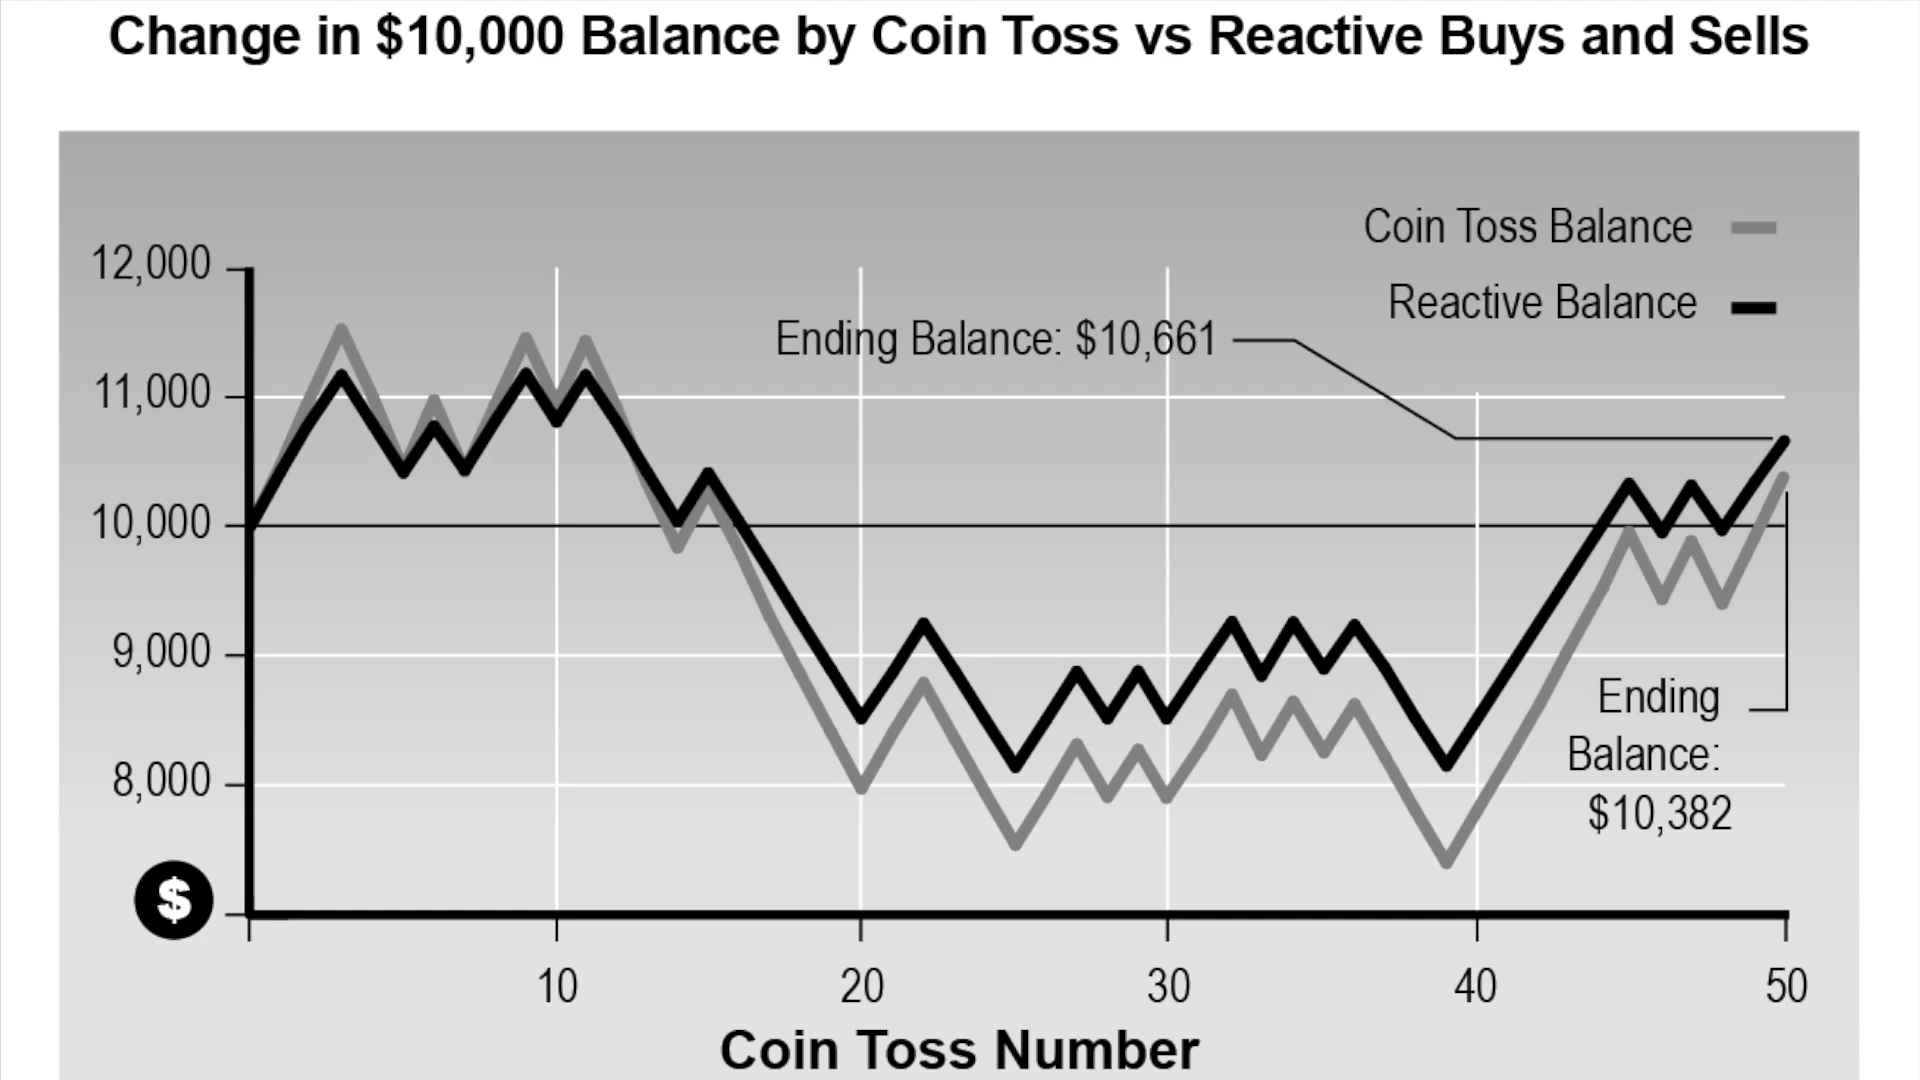 Change in $10,000 Balance by Coin Toss vs Reactive Buys and Sells
Coin Toss Balance
Reactive Balance
Ending Balance: $10,661
12,000
11,000
10,000
9,000
8,000
$
Ending
Balance:
$10,382
10 20 30 40 50
Coin Toss Number